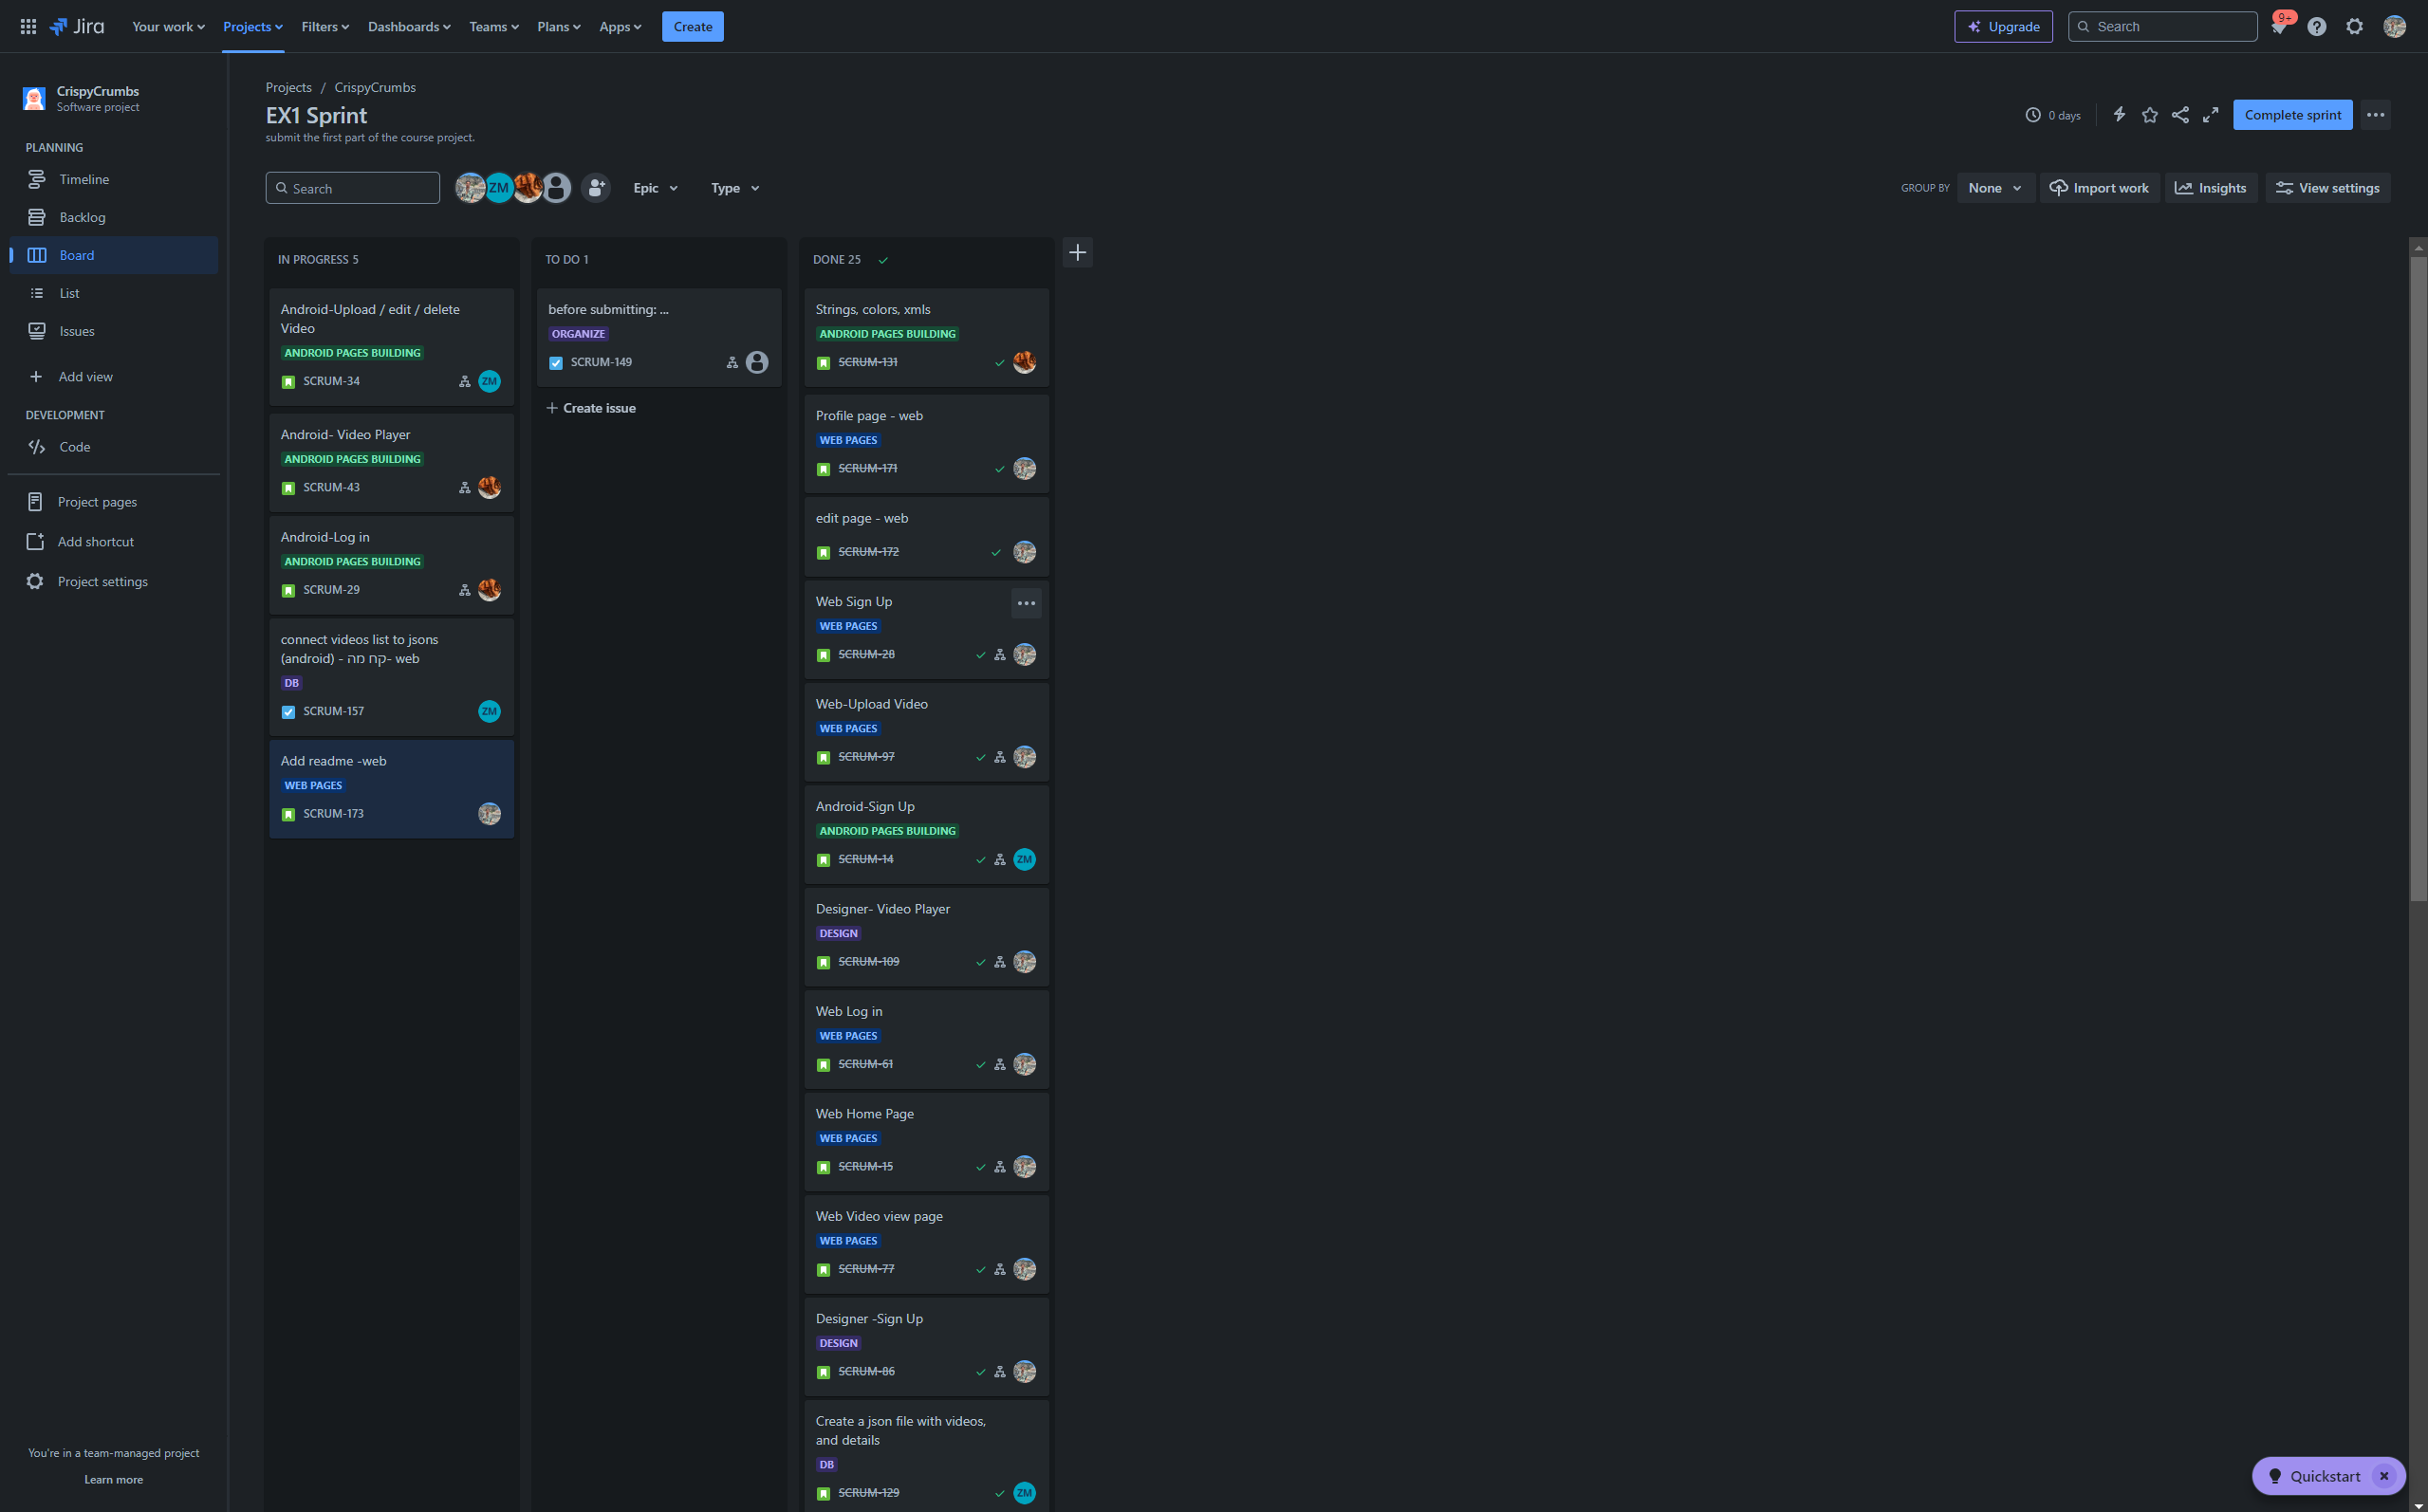 Jira
Your work
Projects
Filters
Dashboards
Teams
Plans
Apps
Create
Upgrade
Search
9+
CrispyCrumbs
Software project
PLANNING
Timeline
Backlog
Board
List
Issues
Add view
DEVELOPMENT
Code
Project pages
Add shortcut
Project settings
You're in a team-managed project
Learn more
Projects / CrispyCrumbs
EX1 Sprint
submit the first part of the course project.
0 days
Complete sprint
Search
ZM
Epic
Type
GROUP BY
None
Import work
Insights
View settings
IN PROGRESS 5
Android-Upload / edit / delete
Video
ANDROID PAGES BUILDING
SCRUM-34
ZM
Android- Video Player
ANDROID PAGES BUILDING
SCRUM-43
Android-Log in
ANDROID PAGES BUILDING
SCRUM-29
connect videos list to jsons
(android) - קח מה- web
DB
SCRUM-157
ZM
Add readme -web
WEB PAGES
SCRUM-173
TO DO 1
before submitting: ...
ORGANIZE
SCRUM-149
Create issue
DONE 25
Strings, colors, xmls
ANDROID PAGES BUILDING
SCRUM-131
Profile page - web
WEB PAGES
SCRUM-171
edit page - web
SCRUM-172
Web Sign Up
WEB PAGES
SCRUM-28
Web-Upload Video
WEB PAGES
SCRUM-97
Android-Sign Up
ANDROID PAGES BUILDING
SCRUM-14
ZM
Designer- Video Player
DESIGN
SCRUM-109
Web Log in
WEB PAGES
SCRUM-61
Web Home Page
WEB PAGES
SCRUM-15
Web Video view page
WEB PAGES
SCRUM-77
Designer -Sign Up
DESIGN
SCRUM-86
Create a json file with videos,
and details
DB
SCRUM-129
ZM
Quickstart